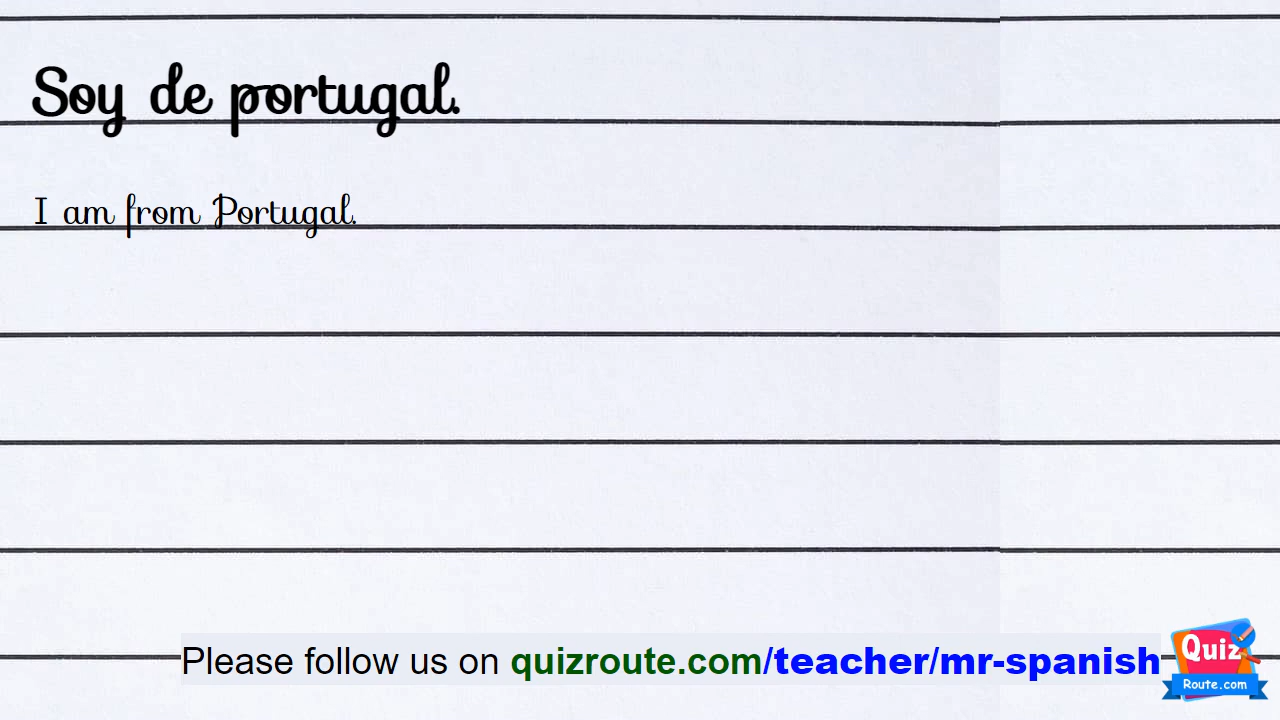 Soy de portugal.
I am from Portugal.
Please follow us on quizroute.com/teacher/mr-spanish
Quiz
Route.com